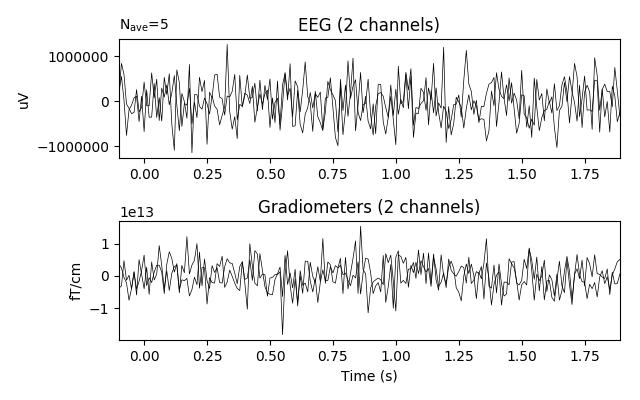 N_ave=5
EEG (2 channels)
1000000
0
−1000000
uV
0.00 0.25 0.50 0.75 1.00 1.25 1.50 1.75
1e13
Gradiometers (2 channels)
1
0
−1
fT/cm
0.00 0.25 0.50 0.75 1.00 1.25 1.50 1.75
Time (s)